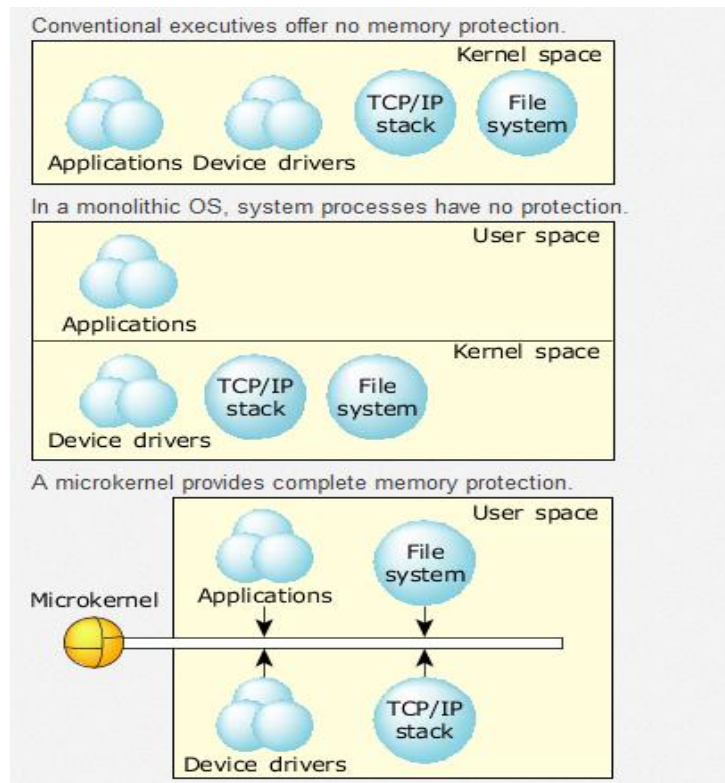 Conventional executives offer no memory protection.
Kernel space
TCP/IP
stack
File
system
Applications
Device drivers
In a monolithic OS, system processes have no protection.
User space
Applications
Kernel space
TCP/IP
stack
File
system
Device drivers
A microkernel provides complete memory protection.
User space
File
system
Applications
Microkernel
TCP/IP
stack
Device drivers